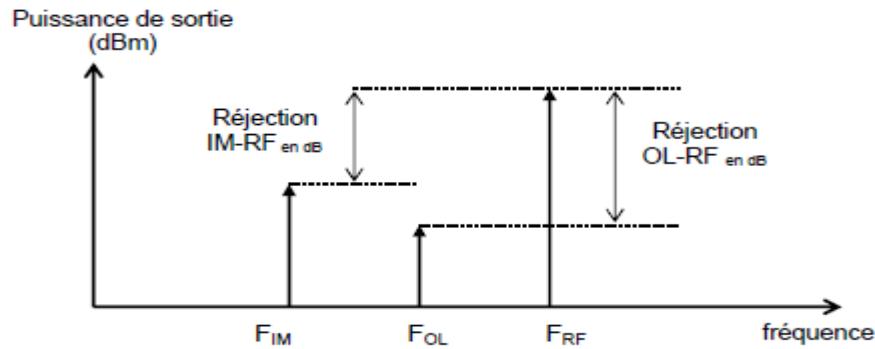 Puissance de sortie
(dBm)
Réjection
IM-RF en dB
Réjection
OL-RF en dB
FIM
FOL
FRF
fréquence